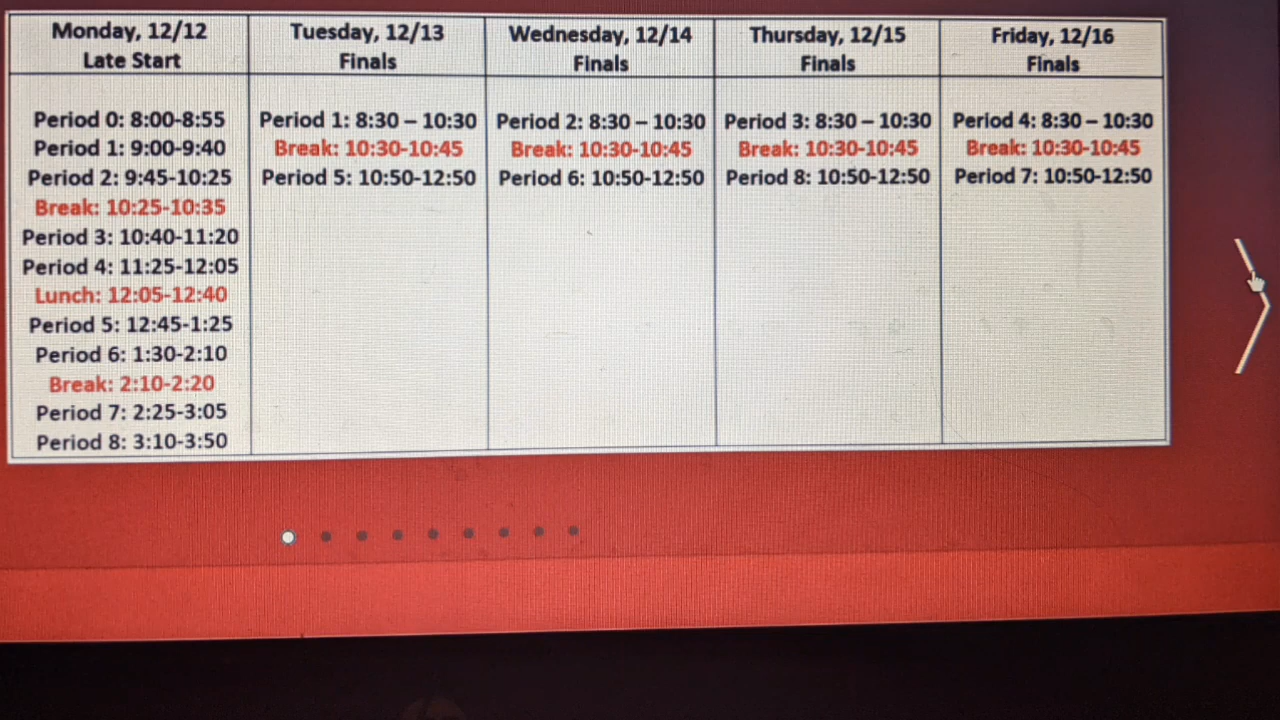 Monday, 12/12
Late Start
Period 0: 8:00-8:55
Period 1: 9:00-9:40
Period 2: 9:45-10:25
Break: 10:25-10:35
Period 3: 10:40-11:20
Period 4: 11:25-12:05
Lunch: 12:05-12:40
Period 5: 12:45-1:25
Period 6: 1:30-2:10
Break: 2:10-2:20
Period 7: 2:25-3:05
Period 8: 3:10-3:50
Tuesday, 12/13
Finals
Period 1: 8:30 – 10:30
Break: 10:30-10:45
Period 5: 10:50-12:50
Wednesday, 12/14
Finals
Period 2: 8:30 – 10:30
Break: 10:30-10:45
Period 6: 10:50-12:50
Thursday, 12/15
Finals
Period 3: 8:30 – 10:30
Break: 10:30-10:45
Period 8: 10:50-12:50
Friday, 12/16
Finals
Period 4: 8:30 – 10:30
Break: 10:30-10:45
Period 7: 10:50-12:50